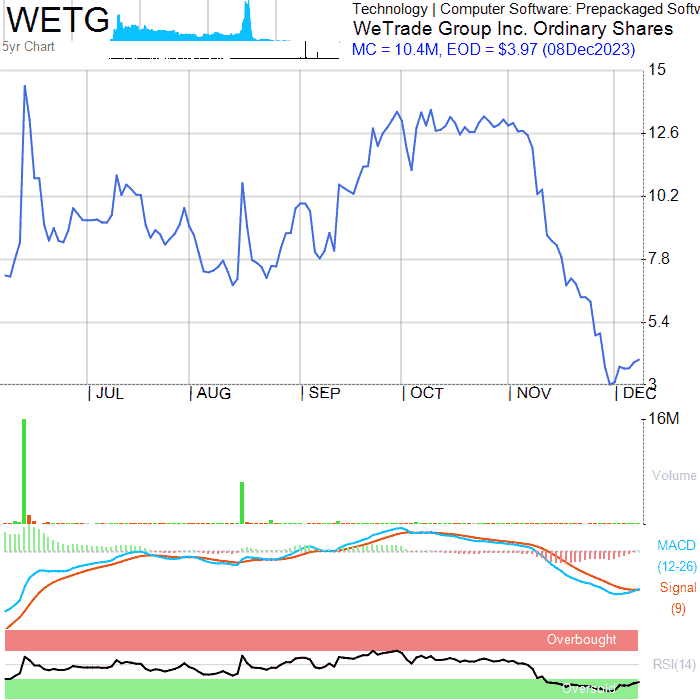 WETG
5yr Chart
Technology | Computer Software: Prepackaged Softw
WeTrade Group Inc. Ordinary Shares
MC = 10.4M, EOD = $3.97 (08Dec2023)
15
12.6
10.2
7.8
5.4
3
JUL AUG SEP OCT NOV DEC
16M
Volume
MACD
(12-26)
Signal
(9)
Overbought
RSI(14)
Oversold